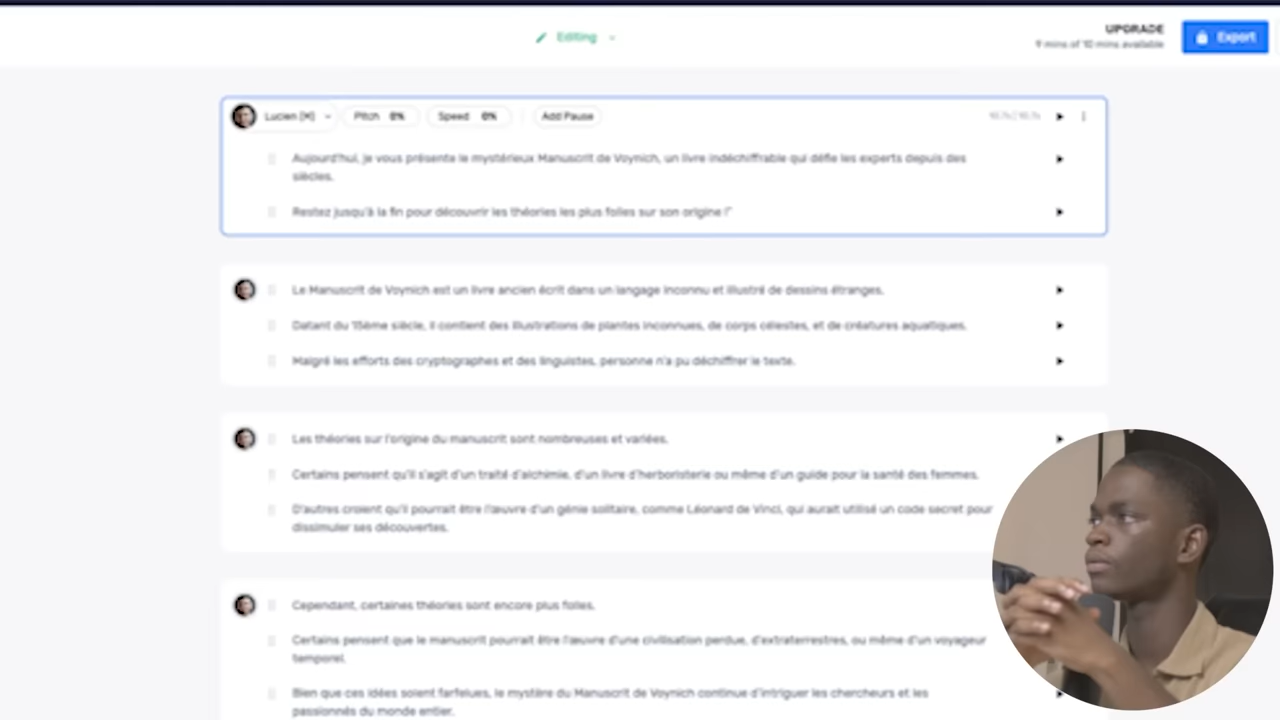 Editing
UPGRADE
9 mins of 10 mins available
Export
Lucien (M)
Pitch 0%
Speed 0%
Add Pause
Aujourd'hui, je vous présente le mystérieux Manuscrit de Voynich, un livre indéchiffrable qui défie les experts depuis des
siècles.
Restez jusqu'à la fin pour découvrir les théories les plus folles sur son origine !"
Le Manuscrit de Voynich est un livre ancien écrit dans un langage inconnu et illustré de dessins étranges.
Datant du 15ème siècle, il contient des illustrations de plantes inconnues, de corps célestes, et de créatures aquatiques.
Malgré les efforts des cryptographes et des linguistes, personne n'a pu déchiffrer le texte.
Les théories sur l'origine du manuscrit sont nombreuses et variées.
Certains pensent qu'il s'agit d'un traité d'alchimie, d'un livre d'herboristerie ou même d'un guide pour la santé des femmes.
D'autres croient qu'il pourrait être l'œuvre d'un génie solitaire, comme Léonard de Vinci, qui aurait utilisé un code secret pour
dissimuler ses découvertes.
Cependant, certaines théories sont encore plus folles.
Certains pensent que le manuscrit pourrait être l'œuvre d'une civilisation perdue, d'extraterrestres, ou même d'un voyageur
temporel.
Bien que ces idées soient farfelues, le mystère du Manuscrit de Voynich continue d'intriguer les chercheurs et les
passionnés du monde entier.